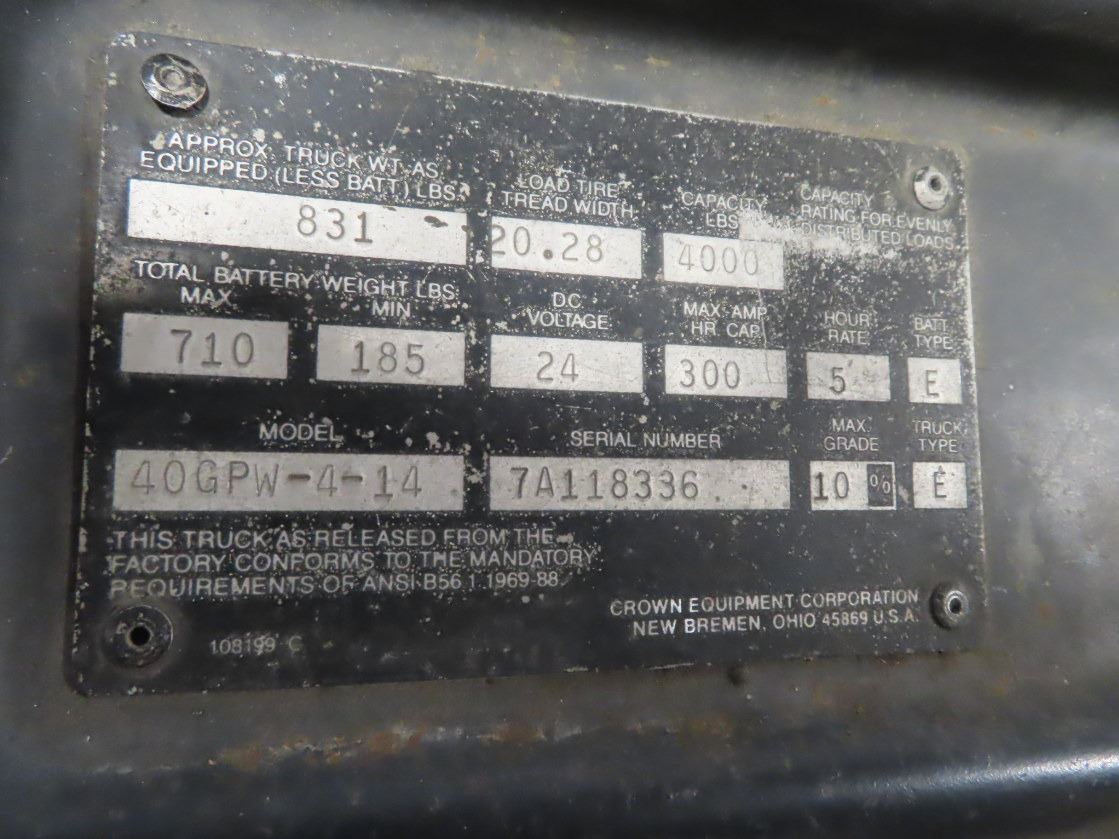 APPROX. TRUCK WT. AS
EQUIPPED (LESS BATT.) LBS.
831
LOAD TIRE
TREAD WIDTH
20.28
CAPACITY
LBS
4000
CAPACITY
RATING FOR EVENLY
DISTRIBUTED LOADS
TOTAL BATTERY WEIGHT LBS.
MAX.
710
MIN
185
DC
VOLTAGE
24
MAX. AMP.
HR. CAP.
300
HOUR
RATE
5
BATT.
TYPE
E
MODEL
40GPW-4-14
SERIAL NUMBER
7A118336
MAX.
GRADE
10 %
TRUCK
TYPE
E
THIS TRUCK AS RELEASED FROM THE
FACTORY CONFORMS TO THE MANDATORY
REQUIREMENTS OF ANSI-B56.1.1969-88
CROWN EQUIPMENT CORPORATION
NEW BREMEN, OHIO 45869 U.S.A.
108199 C